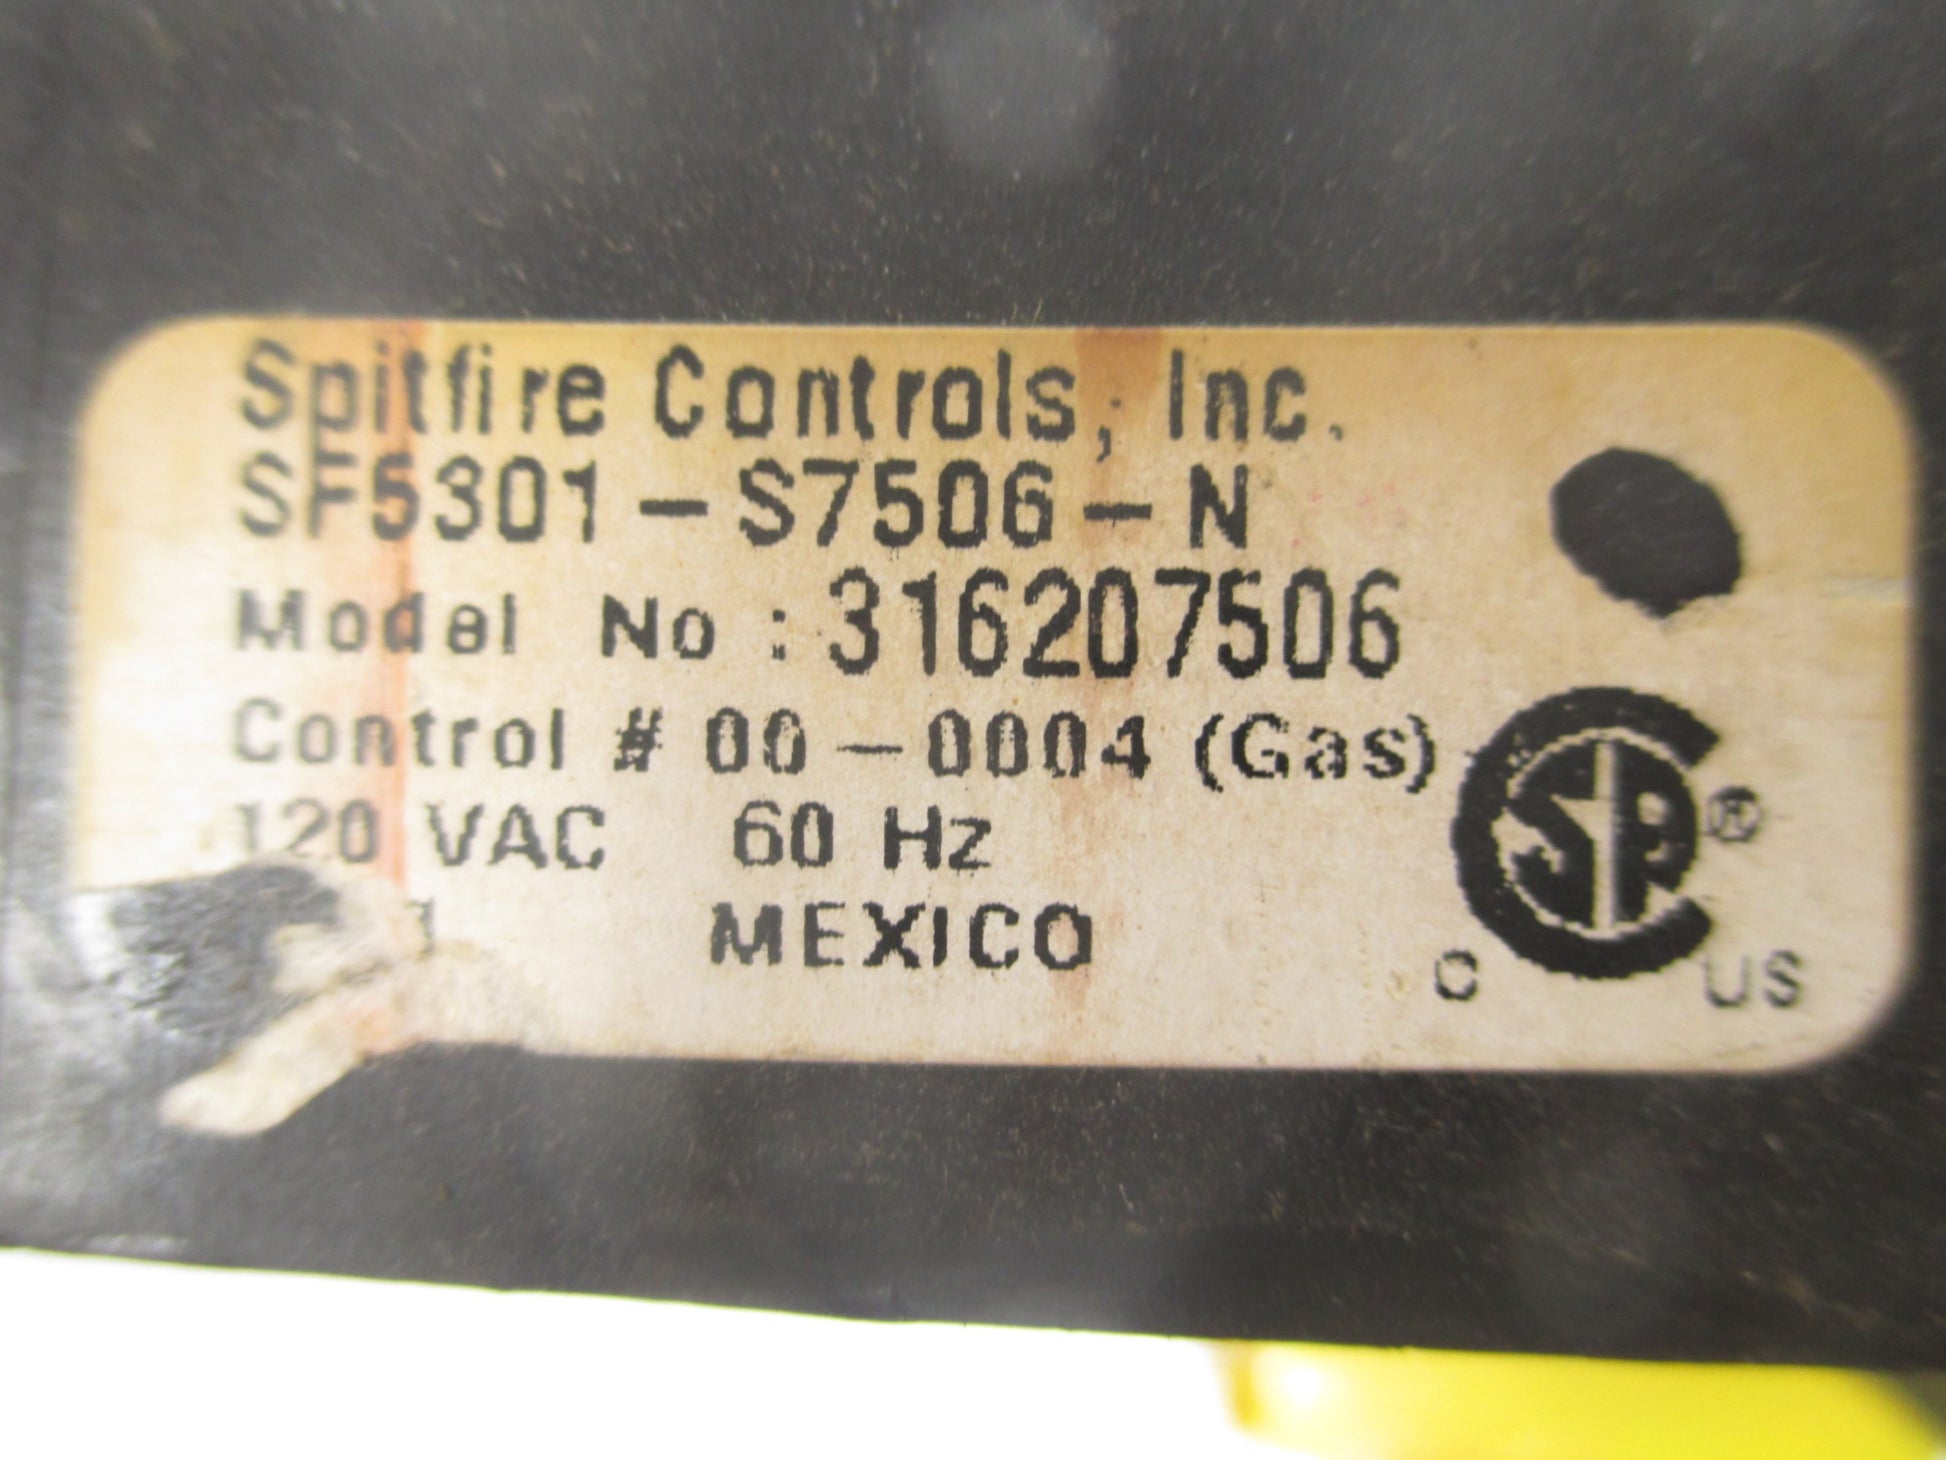 Spitfire Controls, Inc.
SF5301-S7506-N
Model No: 316207506
Control # 00-0004 (Gas)
120 VAC 60 Hz
MEXICO
SP ®
C US